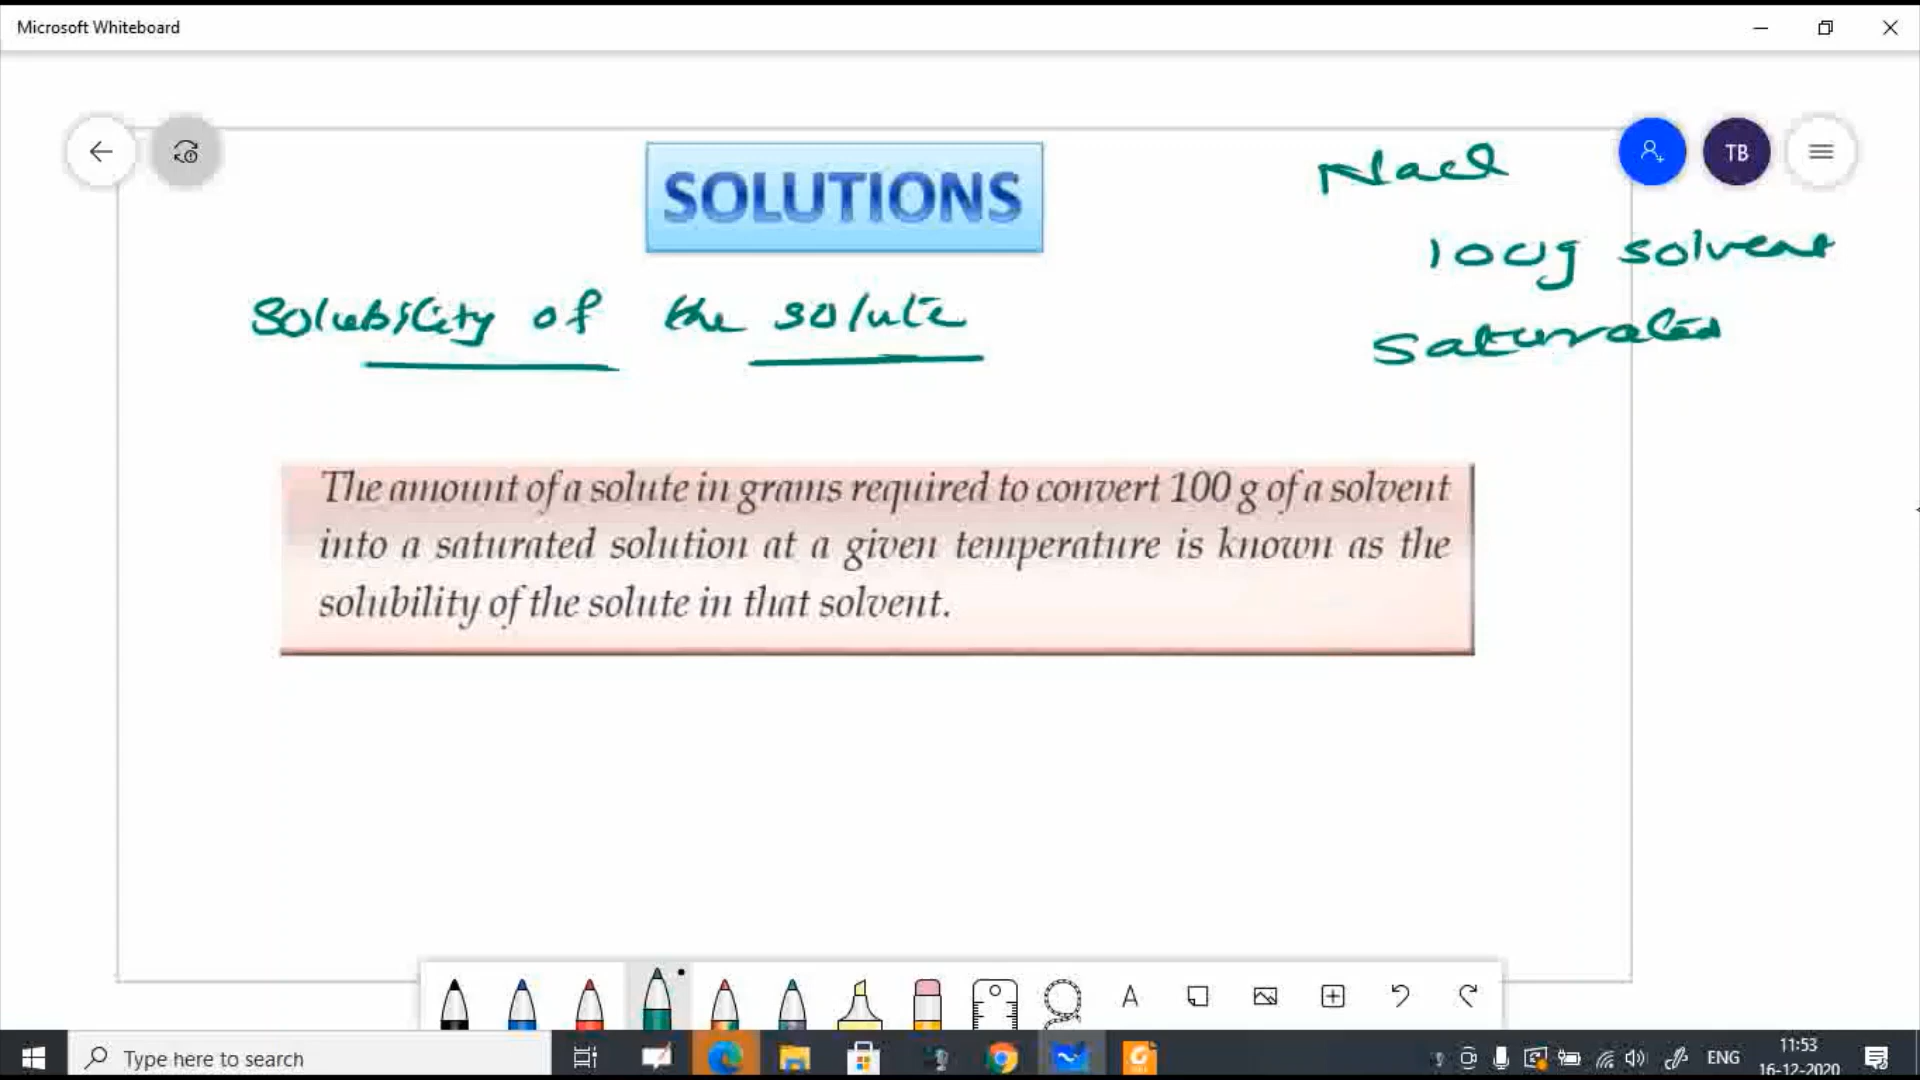 Microsoft Whiteboard
TB
SOLUTIONS
Nacl
100g solvent
Solubility of the solute
saturated
The amount of a solute in grams required to convert 100 g of a solvent
into a saturated solution at a given temperature is known as the
solubility of the solute in that solvent.
A
Type here to search
ENG
11:53
16-12-2020